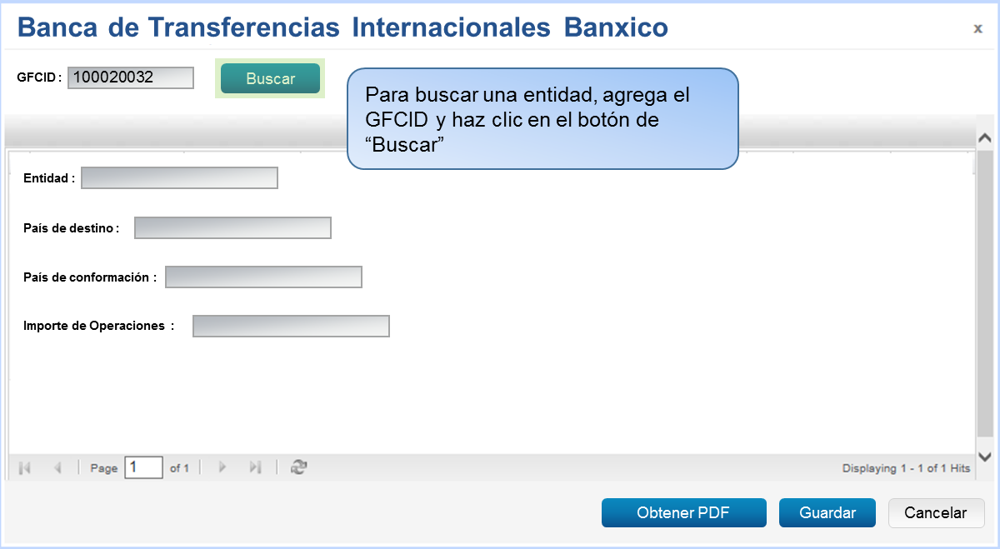 Banca de Transferencias Internacionales Banxico
x
GFCID : 100020032 Buscar
Para buscar una entidad, agrega el
GFCID y haz clic en el botón de
“Buscar”
Entidad :
País de destino :
País de conformación :
Importe de Operaciones :
Page 1 of 1
Displaying 1 - 1 of 1 Hits
Obtener PDF Guardar Cancelar